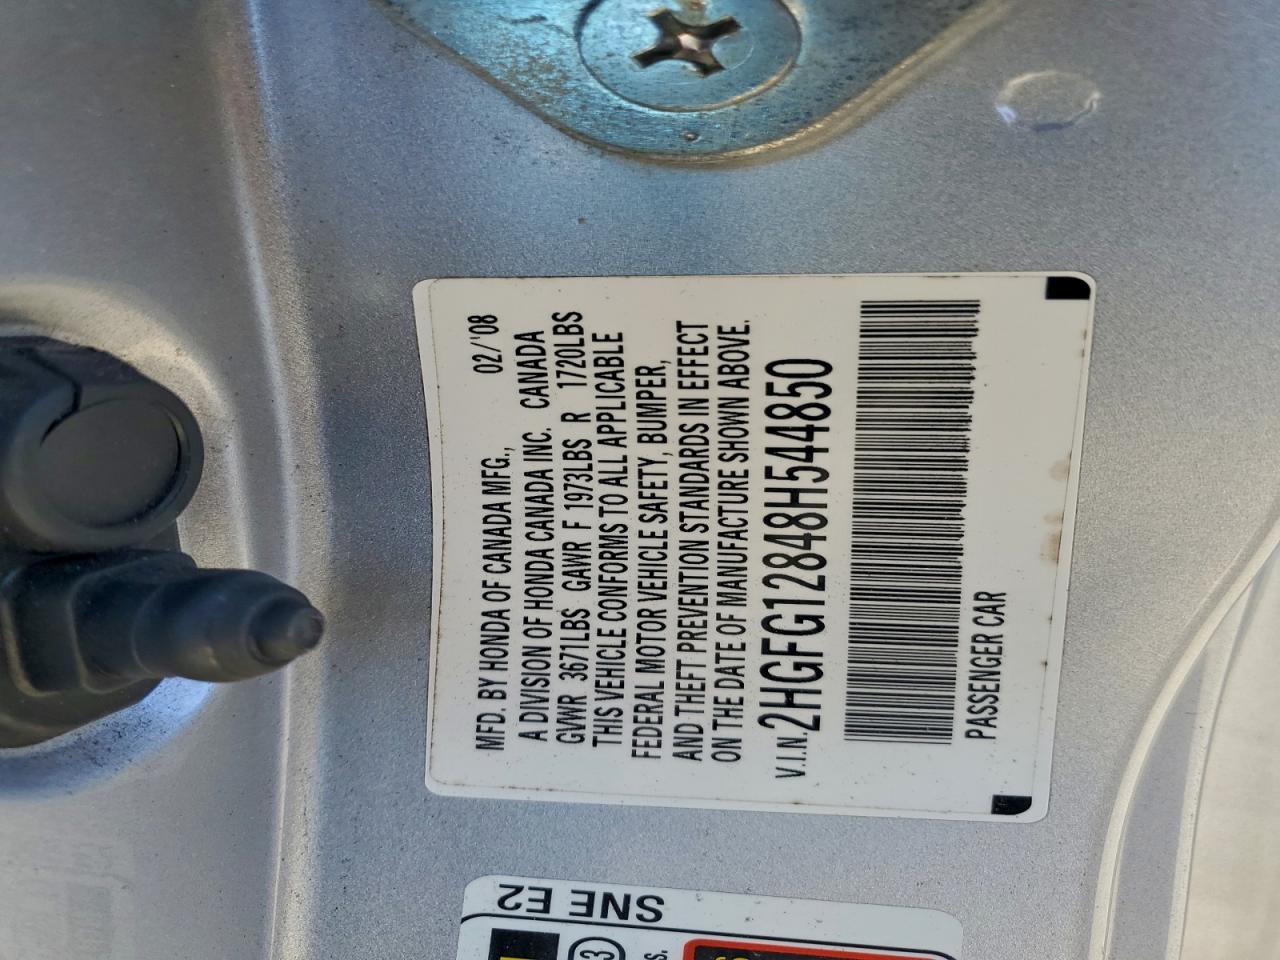 MFD. BY HONDA OF CANADA MFG., 02/'08
A DIVISION OF HONDA CANADA INC. CANADA
GVWR 3671LBS GAWR F 1973LBS R 1720LBS
THIS VEHICLE CONFORMS TO ALL APPLICABLE
FEDERAL MOTOR VEHICLE SAFETY, BUMPER,
AND THEFT PREVENTION STANDARDS IN EFFECT
ON THE DATE OF MANUFACTURE SHOWN ABOVE.
V.I.N. 2HGFG12848H544850
PASSENGER CAR
SNE E2